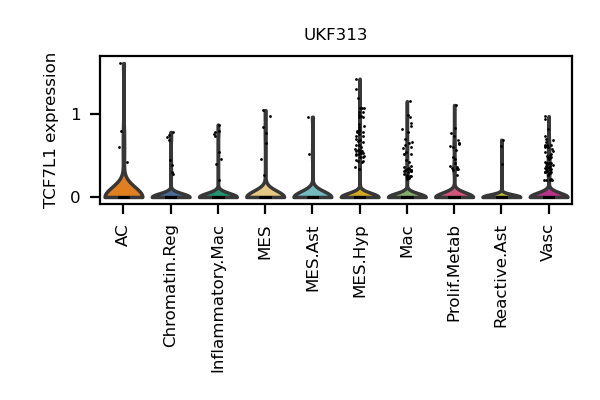 UKF313
TCF7L1 expression
1
0
AC
Chromatin.Reg
Inflammatory.Mac
MES
MES.Ast
MES.Hyp
Mac
Prolif.Metab
Reactive.Ast
Vasc